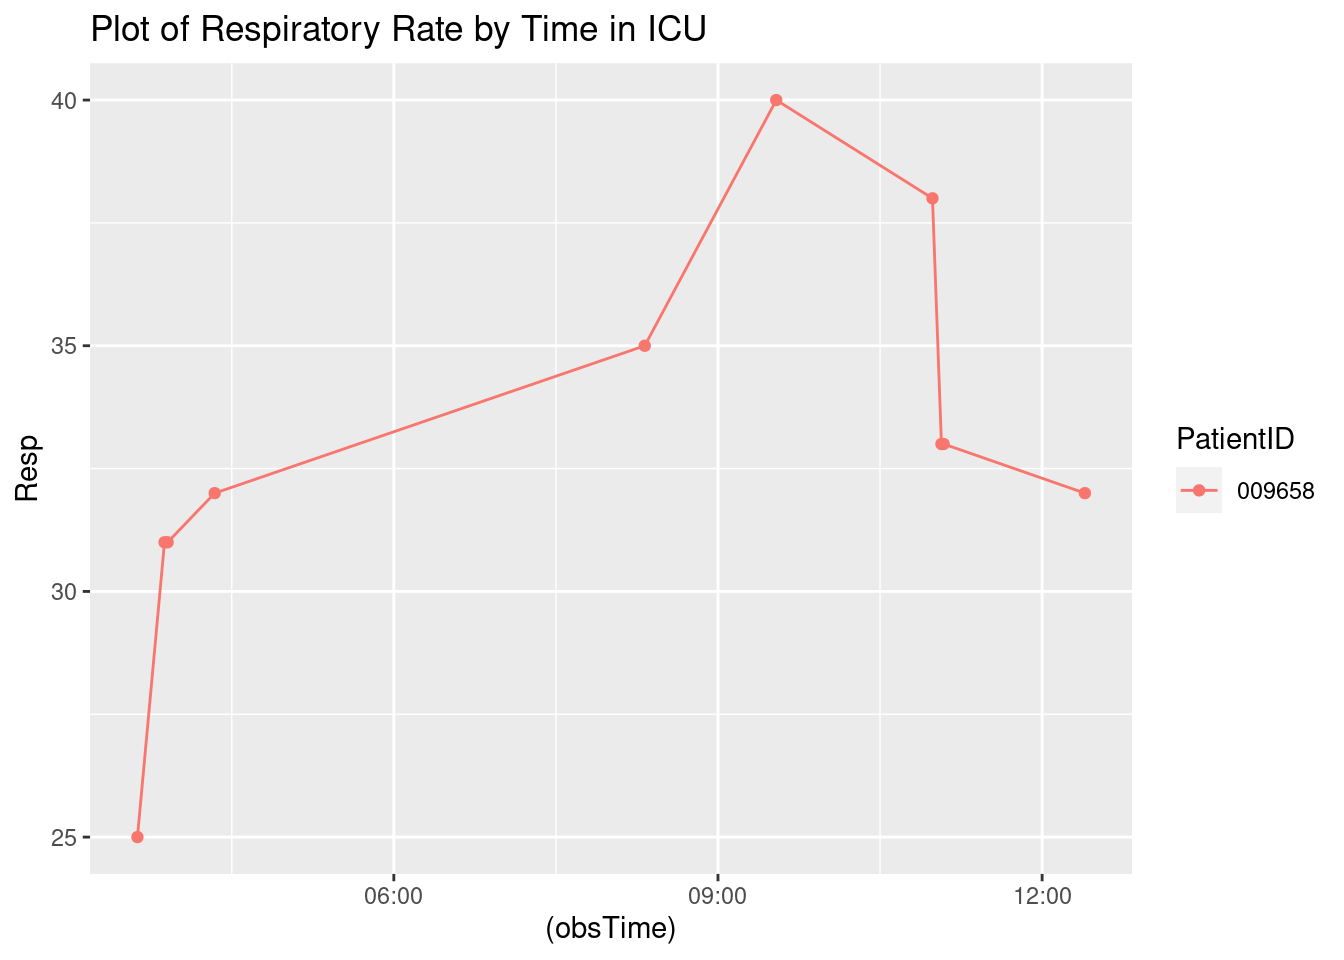 Plot of Respiratory Rate by Time in ICU
40
35
30
25
Resp
06:00
09:00
12:00
(obsTime)
PatientID
009658